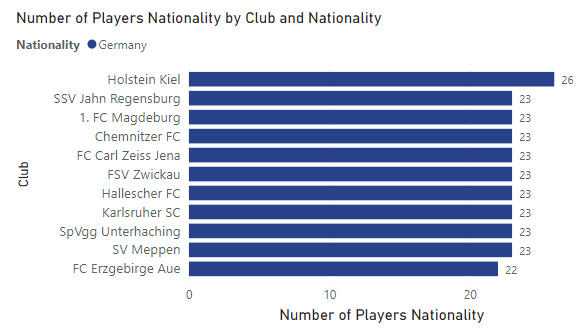 Number of Players Nationality by Club and Nationality
Nationality Germany
Holstein Kiel 26
SSV Jahn Regensburg 23
1. FC Magdeburg 23
Chemnitzer FC 23
FC Carl Zeiss Jena 23
FSV Zwickau 23
Hallescher FC 23
Karlsruher SC 23
SpVgg Unterhaching 23
SV Meppen 23
FC Erzgebirge Aue 22
Club
0 10 20
Number of Players Nationality